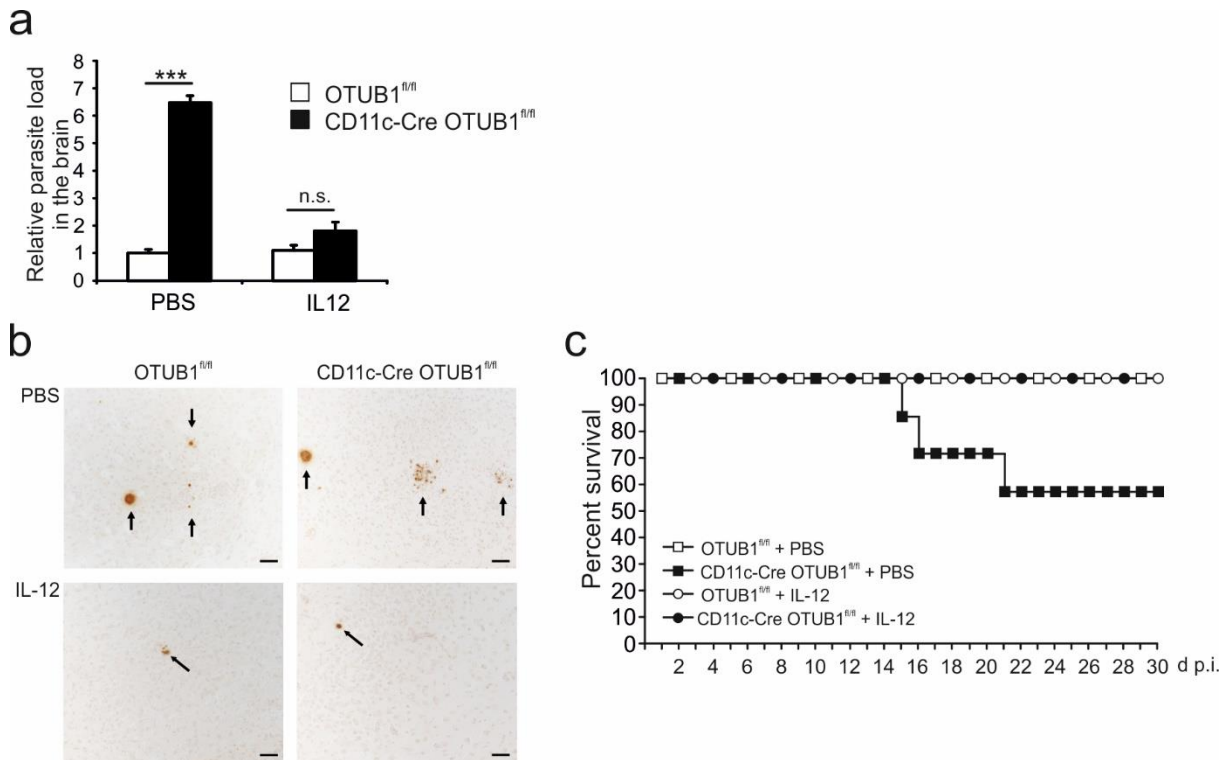 a
Relative parasite load
in the brain
8
7
6
5
4
3
2
1
0
***
n.s.
PBS
IL12
OTUB1fl/fl
CD11c-Cre OTUB1fl/fl
b
OTUB1fl/fl
CD11c-Cre OTUB1fl/fl
PBS
IL-12
c
Percent survival
100
90
80
70
60
50
40
30
20
10
0
OTUB1fl/fl + PBS
CD11c-Cre OTUB1fl/fl + PBS
OTUB1fl/fl + IL-12
CD11c-Cre OTUB1fl/fl + IL-12
2 4 6 8 10 12 14 16 18 20 22 24 26 28 30 d p.i.